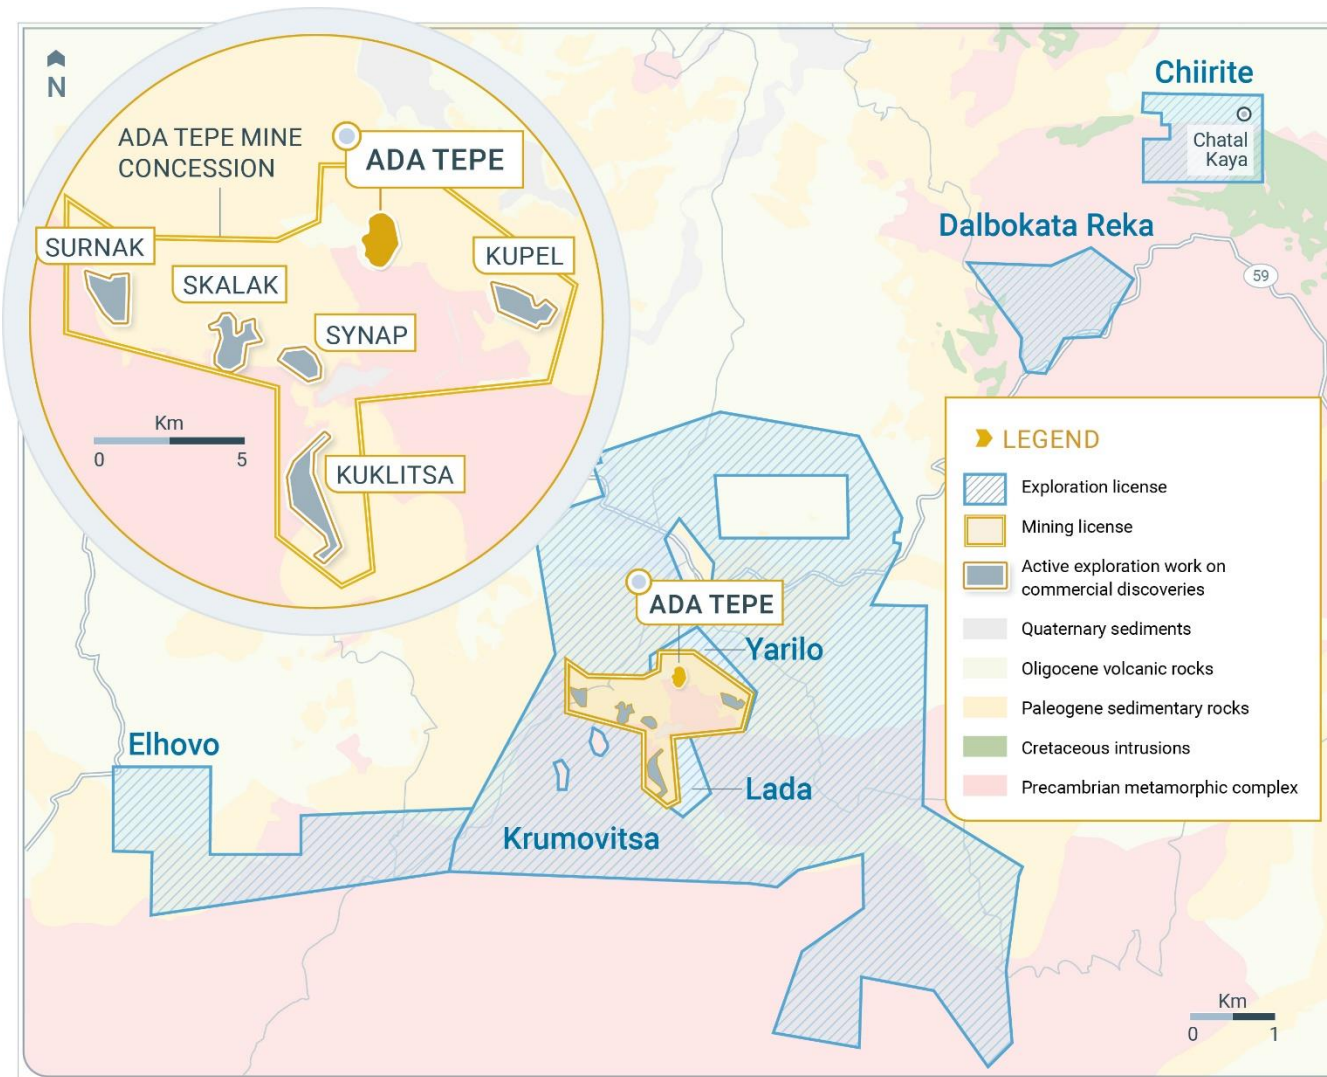 N
ADA TEPE MINE
CONCESSION
ADA TEPE
SURNAK
SKALAK
KUPEL
SYNAP
Km
0 5
KUKLITSA
Chiirite
Chatal
Kaya
Dalbokata Reka
59
LEGEND
Exploration license
Mining license
Active exploration work on
commercial discoveries
Quaternary sediments
Oligocene volcanic rocks
Paleogene sedimentary rocks
Cretaceous intrusions
Precambrian metamorphic complex
ADA TEPE
Yarilo
Elhovo
Lada
Krumovitsa
Km
0 1